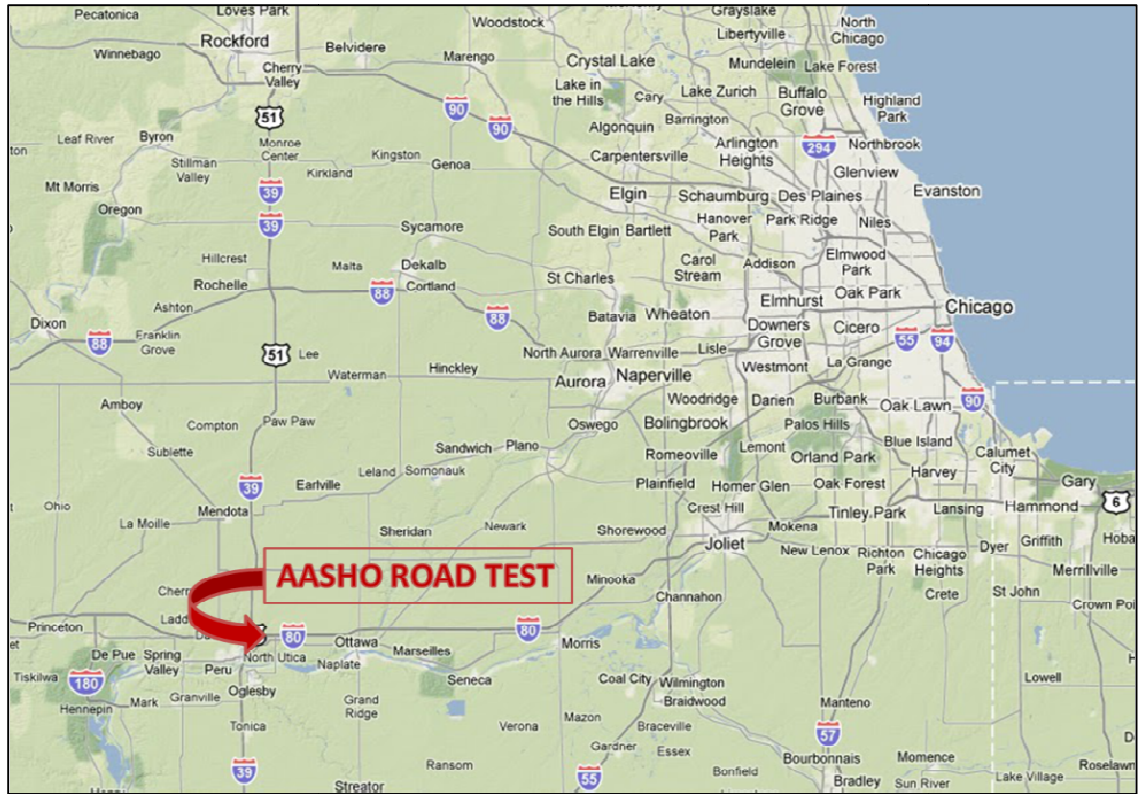 Pecatonica
Loves Park
Woodstock
Grayslake
Libertyville
North
Chicago
Rockford
Winnebago
Belvidere
Marengo
Crystal Lake
Mundelein
Lake Forest
Cherry
Valley
Lake in
the Hills
Cary
Lake Zurich
Buffalo
Grove
Highland
Park
51
90
90
Algonquin
Barrington
Leaf River
Byron
Monroe
Center
Arlington
Heights
294
Northbrook
Stillman
Valley
Kirkland
Kingston
Genoa
Carpentersville
Glenview
Mt Morris
39
Elgin
Schaumburg
Des Plaines
Evanston
Oregon
39
Sycamore
South Elgin
Bartlett
Hanover
Park
Park Ridge
Niles
Hillcrest
Malta
Dekalb
St Charles
Carol
Stream
Addison
Elmwood
Park
Rochelle
88
Cortland
Elmhurst
Oak Park
Chicago
Ashton
88
Batavia
Wheaton
Dixon
Franklin
Grove
88
Downers
Grove
Cicero
55
94
51
Lee
North Aurora
Warrenville
Lisle
Westmont
La Grange
Waterman
Hinckley
Aurora
Naperville
Woodridge
Darien
Burbank
Oak Lawn
90
Amboy
Compton
Paw Paw
Oswego
Bolingbrook
Palos Hills
Sublette
Sandwich
Plano
Romeoville
Lemont
Orland Park
Blue Island
Calumet
City
Leland
Somonauk
Plainfield
Homer Glen
Oak Forest
Harvey
Gary
39
Earlville
Ohio
Mendota
Crest Hill
Tinley Park
Lansing
Hammond
6
La Moille
Sheridan
Newark
Shorewood
Joliet
Mokena
New Lenox
Richton
Park
Chicago
Heights
Dyer
Griffith
Hoba
Merrillville
AASHO ROAD TEST
Minooka
Channahon
Crete
St John
Crown Poi
Cherr
Ladd
Princeton
80
Ottawa
80
Morris
De Pue
Spring
Valley
Peru
North Utica
Naplate
Marseilles
Tiskilwa
180
Oglesby
Seneca
Coal City
Wilmington
Lowell
Hennepin
Mark
Granville
Grand
Ridge
Braidwood
Manteno
Tonica
Verona
Mazon
Braceville
57
Gardner
Essex
Bourbonnais
Momence
39
Ransom
55
Bonfield
Bradley
Sun River
Lake Village
Roselawn
Streator